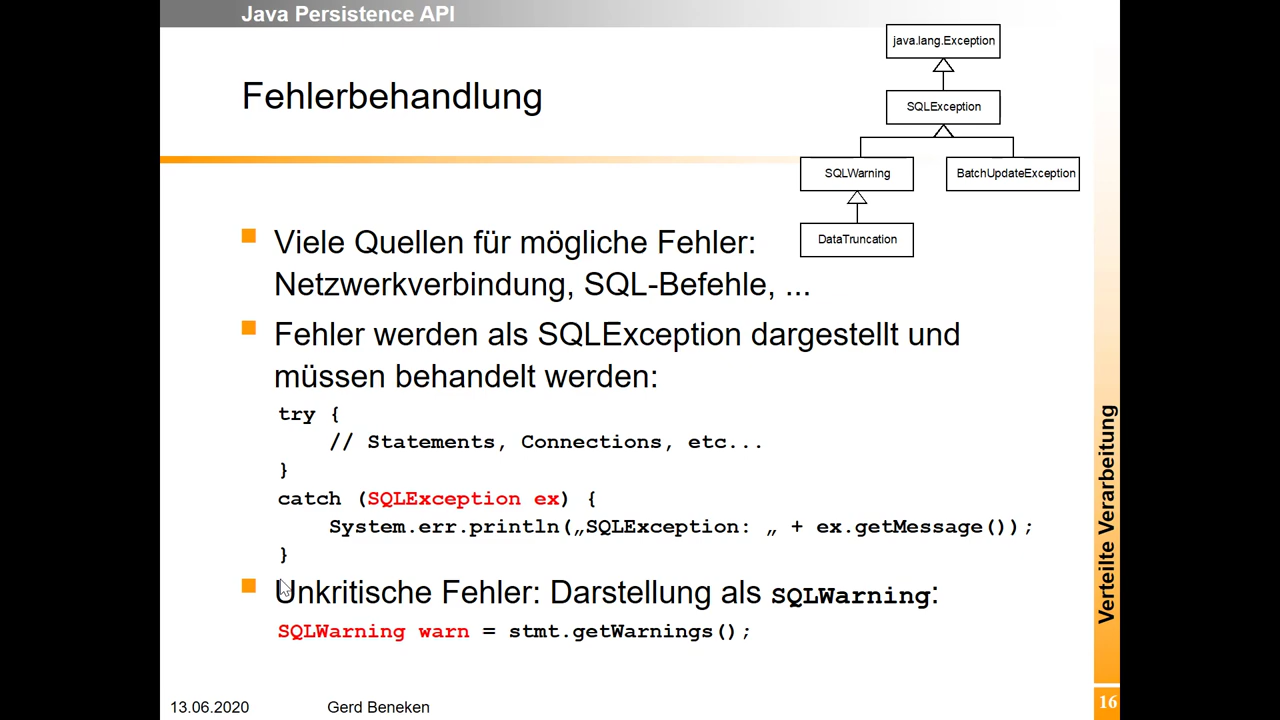 Java Persistence API
Fehlerbehandlung
java.lang.Exception
SQLException
SQLWarning
BatchUpdateException
DataTruncation
Viele Quellen für mögliche Fehler:
Netzwerkverbindung, SQL-Befehle, ...
Fehler werden als SQLException dargestellt und
müssen behandelt werden:
try {
// Statements, Connections, etc...
}
catch (SQLException ex) {
System.err.println(„SQLException: „ + ex.getMessage());
}
Unkritische Fehler: Darstellung als SQLWarning:
SQLWarning warn = stmt.getWarnings();
Verteilte Verarbeitung
13.06.2020
Gerd Beneken
16